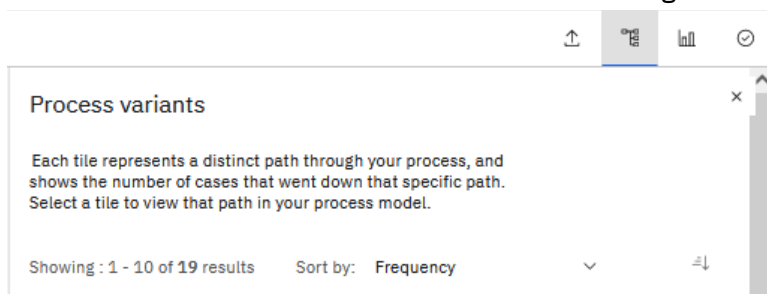 Process variants
Each tile represents a distinct path through your process, and
shows the number of cases that went down that specific path.
Select a tile to view that path in your process model.
Showing : 1 - 10 of 19 results Sort by: Frequency